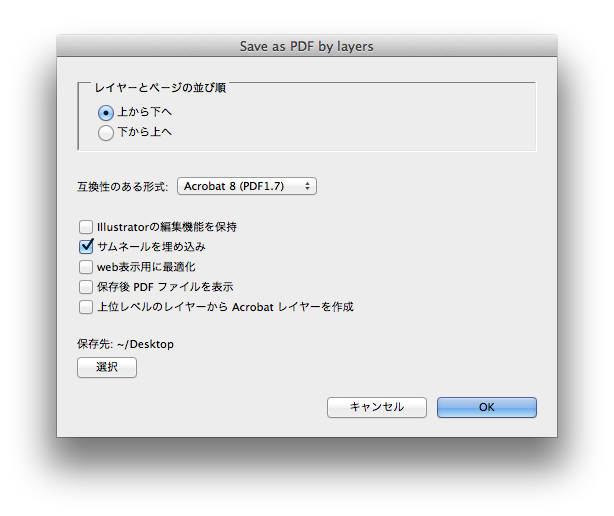 Save as PDF by layers
レイヤーとページの並び順
上から下へ
下から上へ
互換性のある形式: Acrobat 8 (PDF1.7)
Illustratorの編集機能を保持
サムネールを埋め込み
web表示用に最適化
保存後 PDF ファイルを表示
上位レベルのレイヤーから Acrobat レイヤーを作成
保存先: ~/Desktop
選択
キャンセル OK